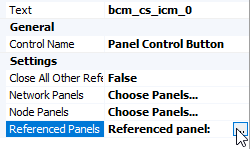 Text bcm_cs_icm_0
General
Control Name Panel Control Button
Settings
Close All Other Refe False
Network Panels Choose Panels...
Node Panels Choose Panels...
Referenced Panels Referenced panel: ...